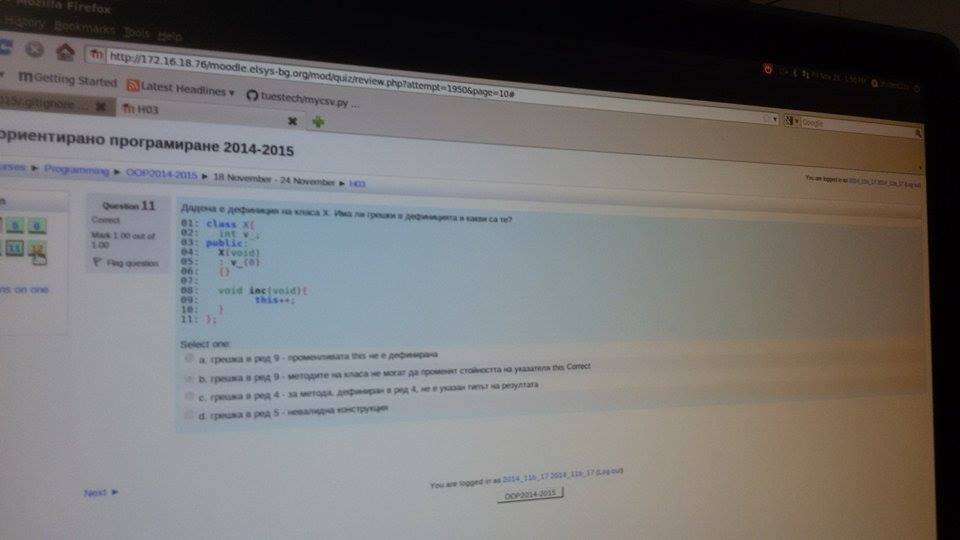 Mozilla Firefox
History Bookmarks Tools Help
http://172.16.18.76/moodle.elsys-bg.org/mod/quiz/review.php?attempt=1950&page=10#
Google
Getting Started Latest Headlines tuestech/mycsv.py ...
015/.gitignore ... H03
ориентирано програмиране 2014-2015
You are logged in as 2014_11b_17 2014_11b_17 (Log out)
Programming ► OOP2014-2015 ► 18 November - 24 November ► H03
Question 11
Correct
Mark 1.00 out of
1.00
Flag question
Дадена е дефиниция на класа X. Има ли грешки в дефиницията и какви са те?
01: class X{
02: int v_;
03: public:
04: X(void)
05: : v_(0)
06: {}
07:
08: void inc(void){
09: this++;
10: }
11: };
Select one:
a. грешка в ред 9 - променливата this не е дефинирана
b. грешка в ред 9 - методите на класа не могат да променят стойността на указателя this Correct
c. грешка в ред 4 - за метода, дефиниран в ред 4, не е указан типът на резултата
d. грешка в ред 5 - невалидна конструкция
11
ns on one
Next ►
You are logged in as 2014_11b_17 2014_11b_17 (Log out)
OOP2014-2015